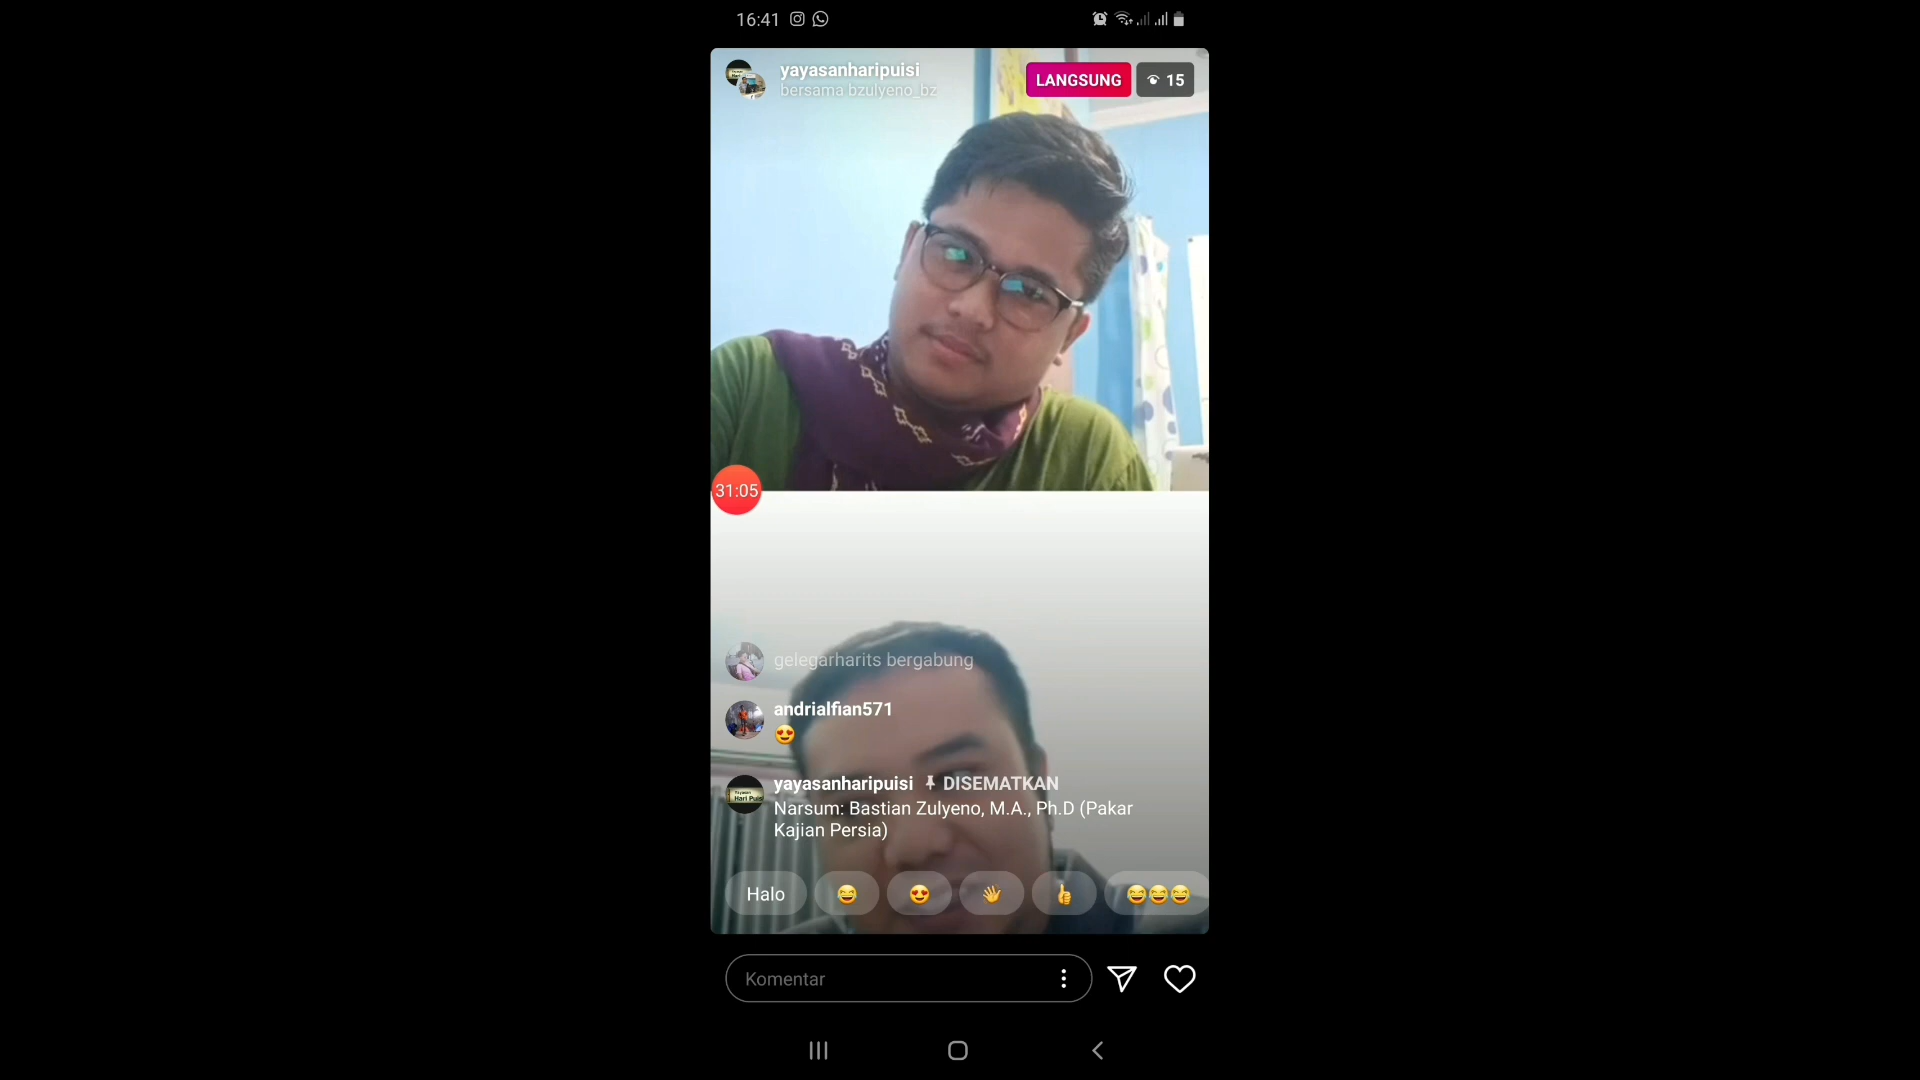 16:41
yayasanharipuisi
bersama bzulyeno_bz
LANGSUNG
15
31:05
gelegarharits bergabung
andrialfian571
😍
yayasanharipuisi DISEMATKAN
Narsum: Bastian Zulyeno, M.A., Ph.D (Pakar
Kajian Persia)
Halo 😂 😍 👋 👍 😂😂😂
Komentar